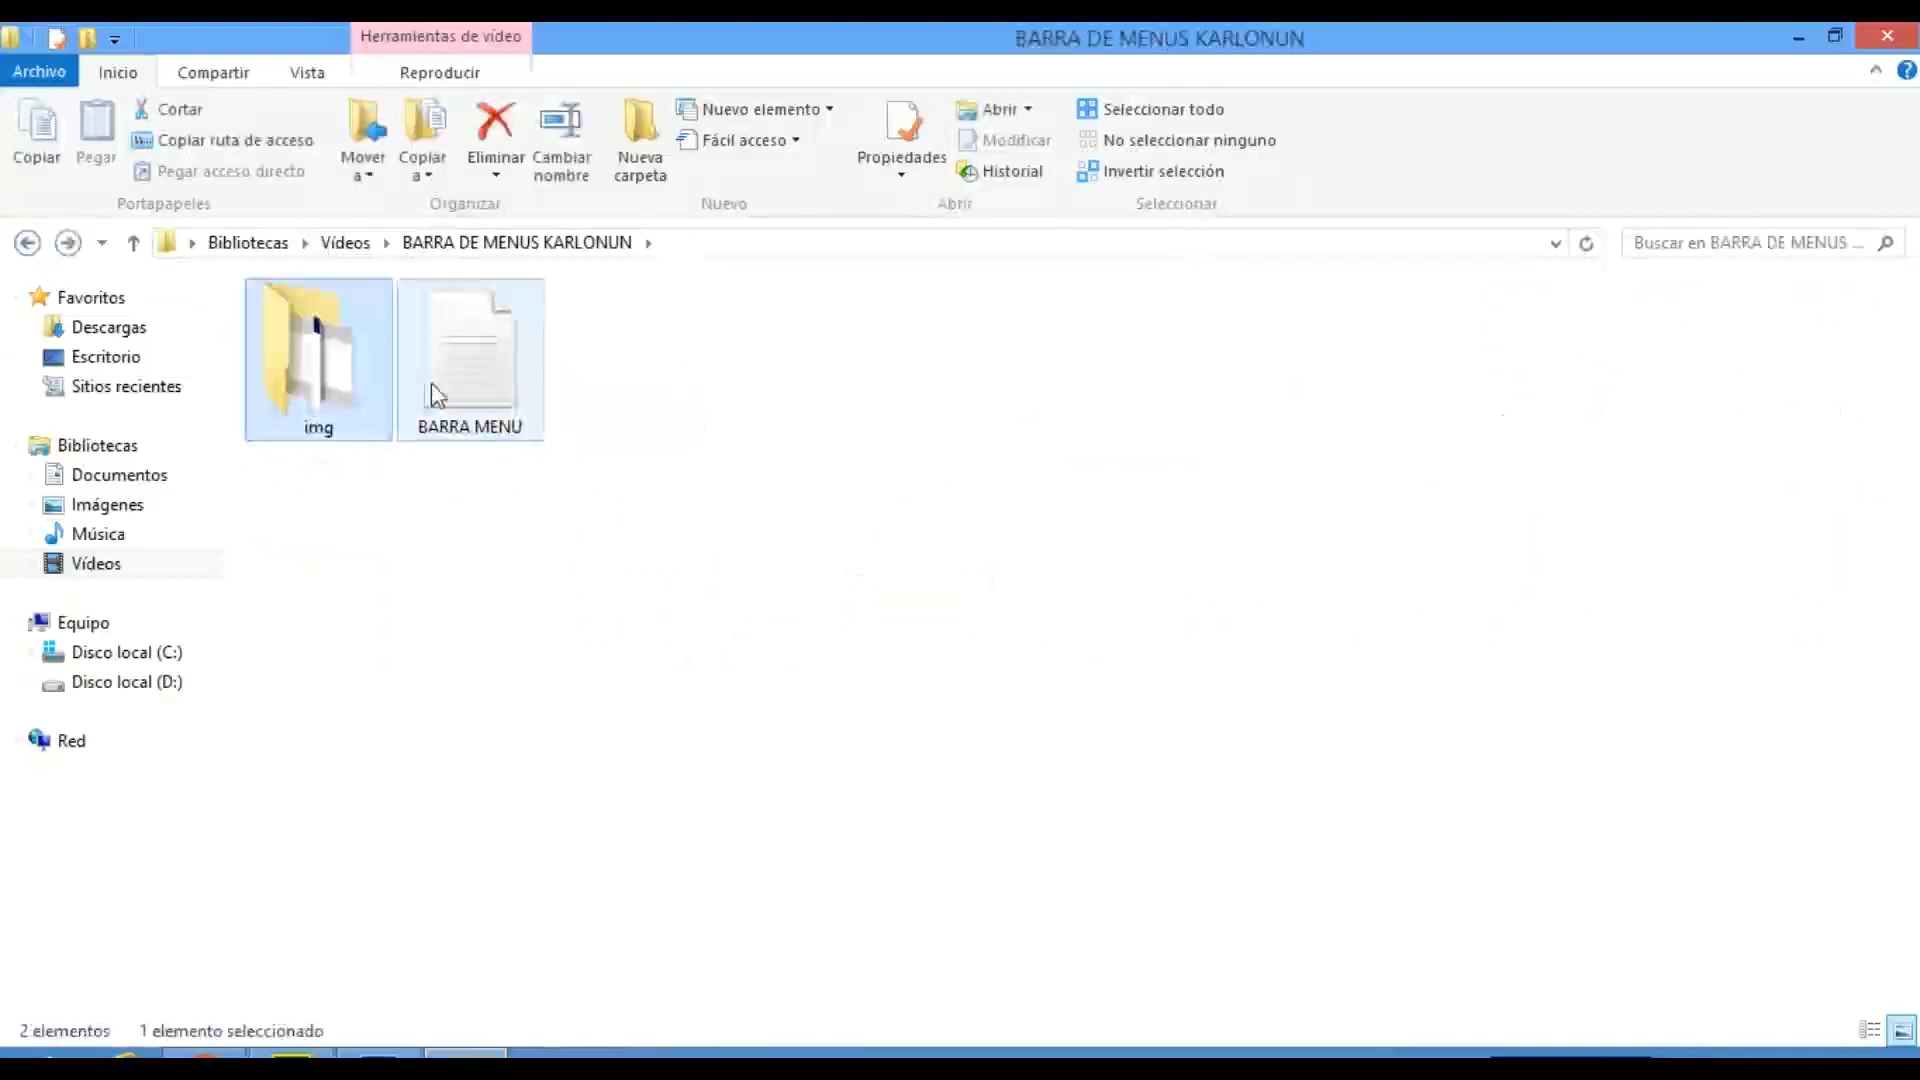 Herramientas de vídeo
BARRA DE MENUS KARLONUN
Archivo
Inicio
Compartir
Vista
Reproducir
Copiar
Pegar
Cortar
Copiar ruta de acceso
Pegar acceso directo
Portapapeles
Mover
a
Copiar
a
Eliminar
Cambiar
nombre
Organizar
Nueva
carpeta
Nuevo elemento
Fácil acceso
Nuevo
Propiedades
Abrir
Modificar
Historial
Abrir
Seleccionar todo
No seleccionar ninguno
Invertir selección
Seleccionar
Bibliotecas
Vídeos
BARRA DE MENUS KARLONUN
Buscar en BARRA DE MENUS ...
Favoritos
Descargas
Escritorio
Sitios recientes
Bibliotecas
Documentos
Imágenes
Música
Vídeos
Equipo
Disco local (C:)
Disco local (D:)
Red
img
BARRA MENU
2 elementos
1 elemento seleccionado